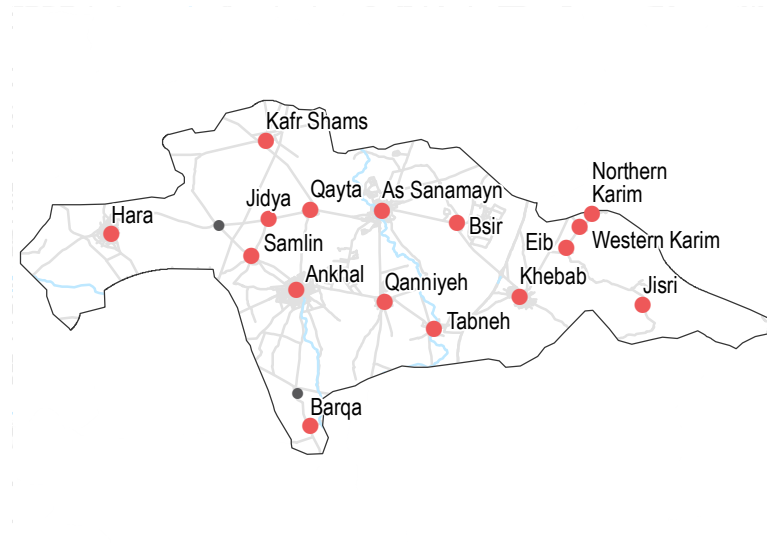 Kafr Shams
Northern
Karim
Jidya
Qayta
As Sanamayn
Hara
Bsir
Eib
Western Karim
Samlin
Ankhal
Qanniyeh
Khebab
Jisri
Tabneh
Barqa